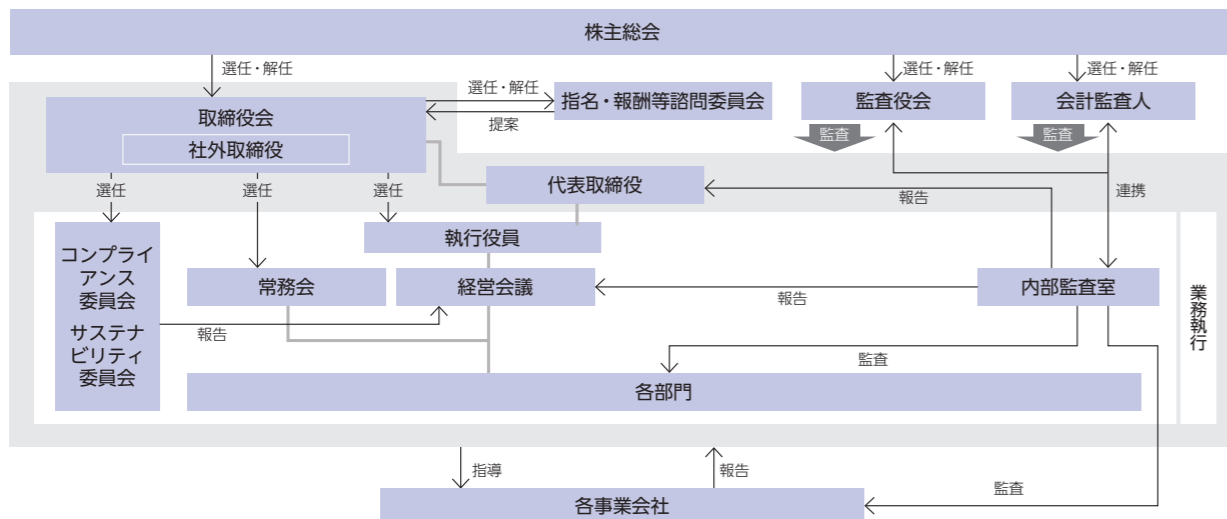 株主総会
選任・解任
選任・解任
選任・解任
取締役会
社外取締役
選任・解任
提案
指名・報酬等諮問委員会
監査役会
会計監査人
監査
監査
選任
選任
選任
代表取締役
報告
連携
コンプライ
アンス
委員会
サステナ
ビリティ
委員会
執行役員
常務会
経営会議
報告
内部監査室
報告
監査
各部門
業務執行
指導
報告
監査
各事業会社